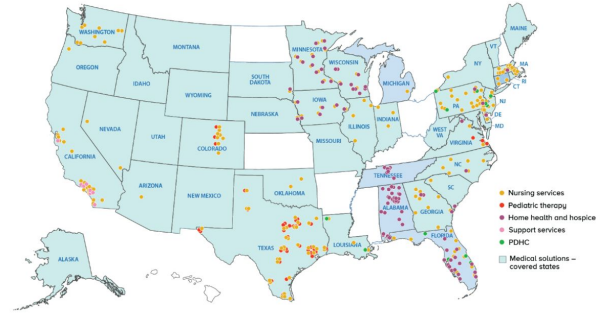 WASHINGTON
MONTANA
OREGON
IDAHO
WYOMING
SOUTH
DAKOTA
NEBRASKA
MINNESOTA
WISCONSIN
MICHIGAN
IOWA
ILLINOIS
INDIANA
MAINE
VT
NY
MA
RI
CT
PA
NJ
DE
MD
WEST
VA
VIRGINIA
NEVADA
UTAH
COLORADO
CALIFORNIA
MISSOURI
ARIZONA
NEW MEXICO
OKLAHOMA
TENNESSEE
NC
SC
ALABAMA
GEORGIA
TEXAS
LOUISIANA
FLORIDA
ALASKA
Nursing services
Pediatric therapy
Home health and hospice
Support services
PDHC
Medical solutions –
covered states